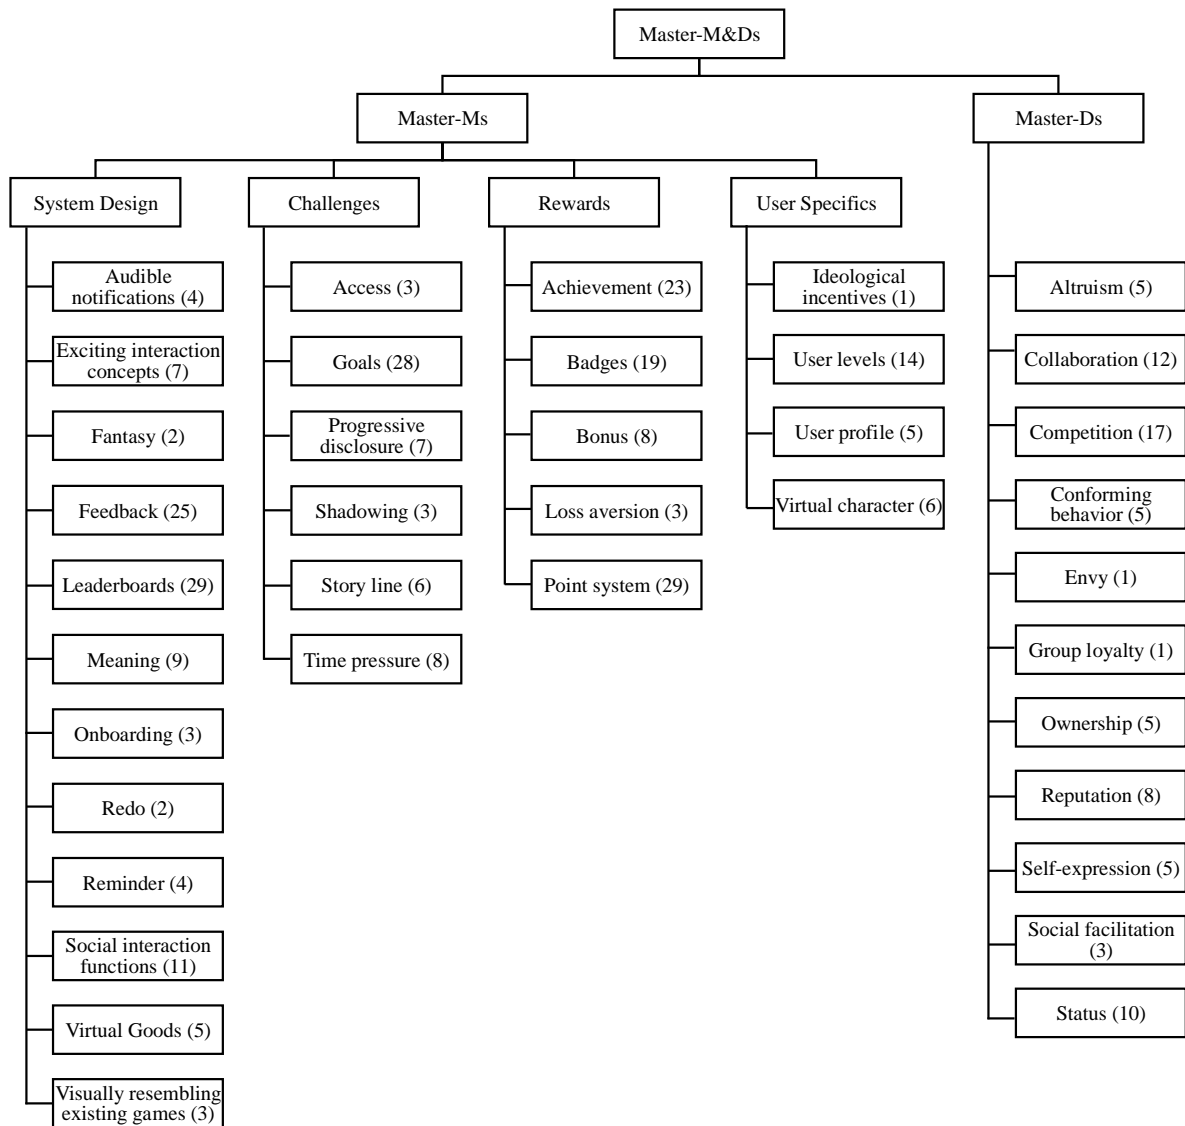 Master-M&Ds
Master-Ms
Master-Ds
System Design
Challenges
Rewards
User Specifics
Audible
notifications (4)
Exciting interaction
concepts (7)
Fantasy (2)
Feedback (25)
Leaderboards (29)
Meaning (9)
Onboarding (3)
Redo (2)
Reminder (4)
Social interaction
functions (11)
Virtual Goods (5)
Visually resembling
existing games (3)
Access (3)
Goals (28)
Progressive
disclosure (7)
Shadowing (3)
Story line (6)
Time pressure (8)
Achievement (23)
Badges (19)
Bonus (8)
Loss aversion (3)
Point system (29)
Ideological
incentives (1)
User levels (14)
User profile (5)
Virtual character (6)
Altruism (5)
Collaboration (12)
Competition (17)
Conforming
behavior (5)
Envy (1)
Group loyalty (1)
Ownership (5)
Reputation (8)
Self-expression (5)
Social facilitation
(3)
Status (10)